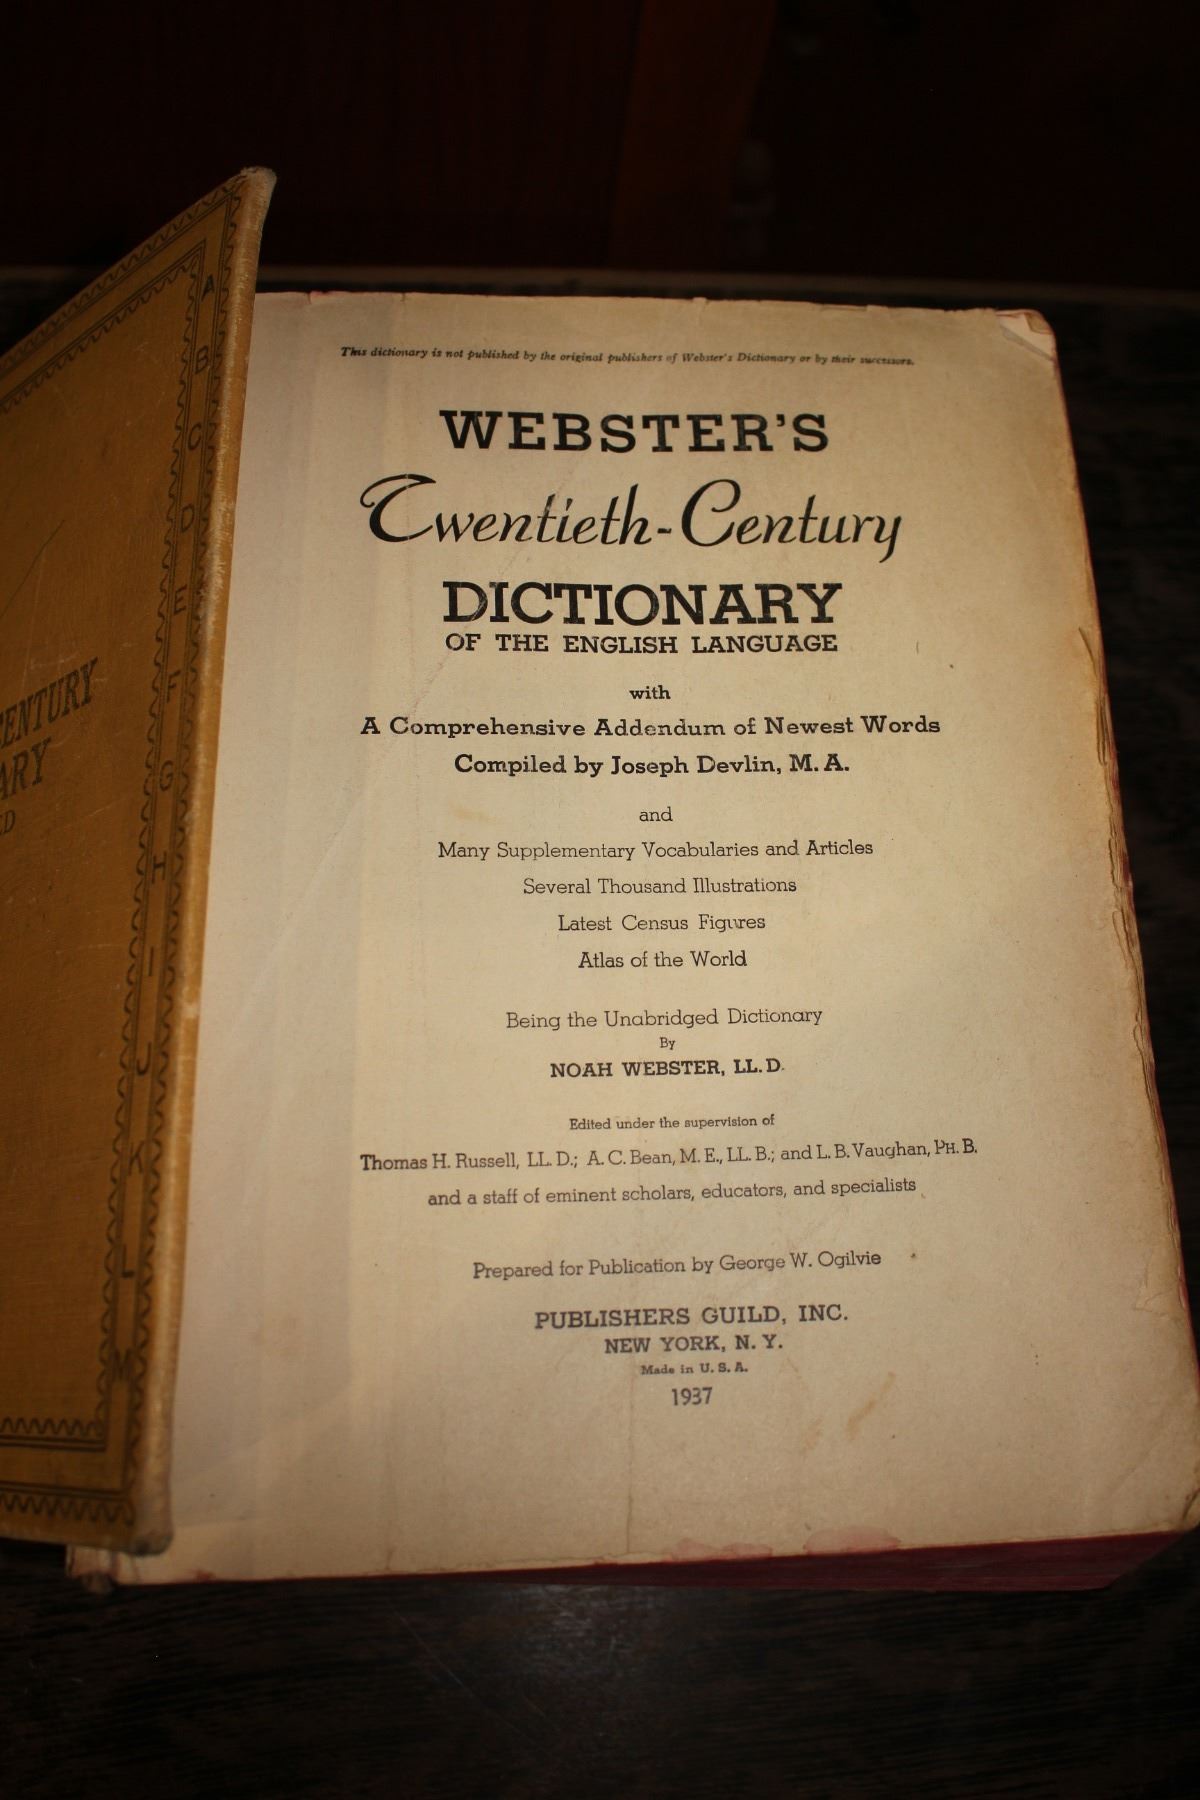 This dictionary is not published by the original publishers of Webster's Dictionary or by their successors.
WEBSTER'S
Twentieth-Century
DICTIONARY
OF THE ENGLISH LANGUAGE
with
A Comprehensive Addendum of Newest Words
Compiled by Joseph Devlin, M. A.
and
Many Supplementary Vocabularies and Articles
Several Thousand Illustrations
Latest Census Figures
Atlas of the World
Being the Unabridged Dictionary
By
NOAH WEBSTER, LL. D.
Edited under the supervision of
Thomas H. Russell, LL. D.; A. C. Bean, M. E., LL. B.; and L. B. Vaughan, PH. B.
and a staff of eminent scholars, educators, and specialists
Prepared for Publication by George W. Ogilvie
PUBLISHERS GUILD, INC.
NEW YORK, N. Y.
Made in U. S. A.
1937
CENTURY
ARY
ED
A
B
C
D
E
F
G
H
I
J
K
L
M